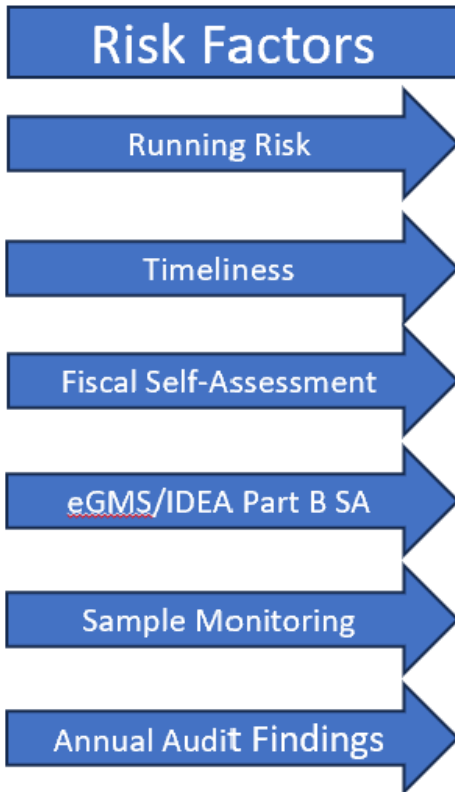 Risk Factors
Running Risk
Timeliness
Fiscal Self-Assessment
eGMS/IDEA Part B SA
Sample Monitoring
Annual Audit Findings